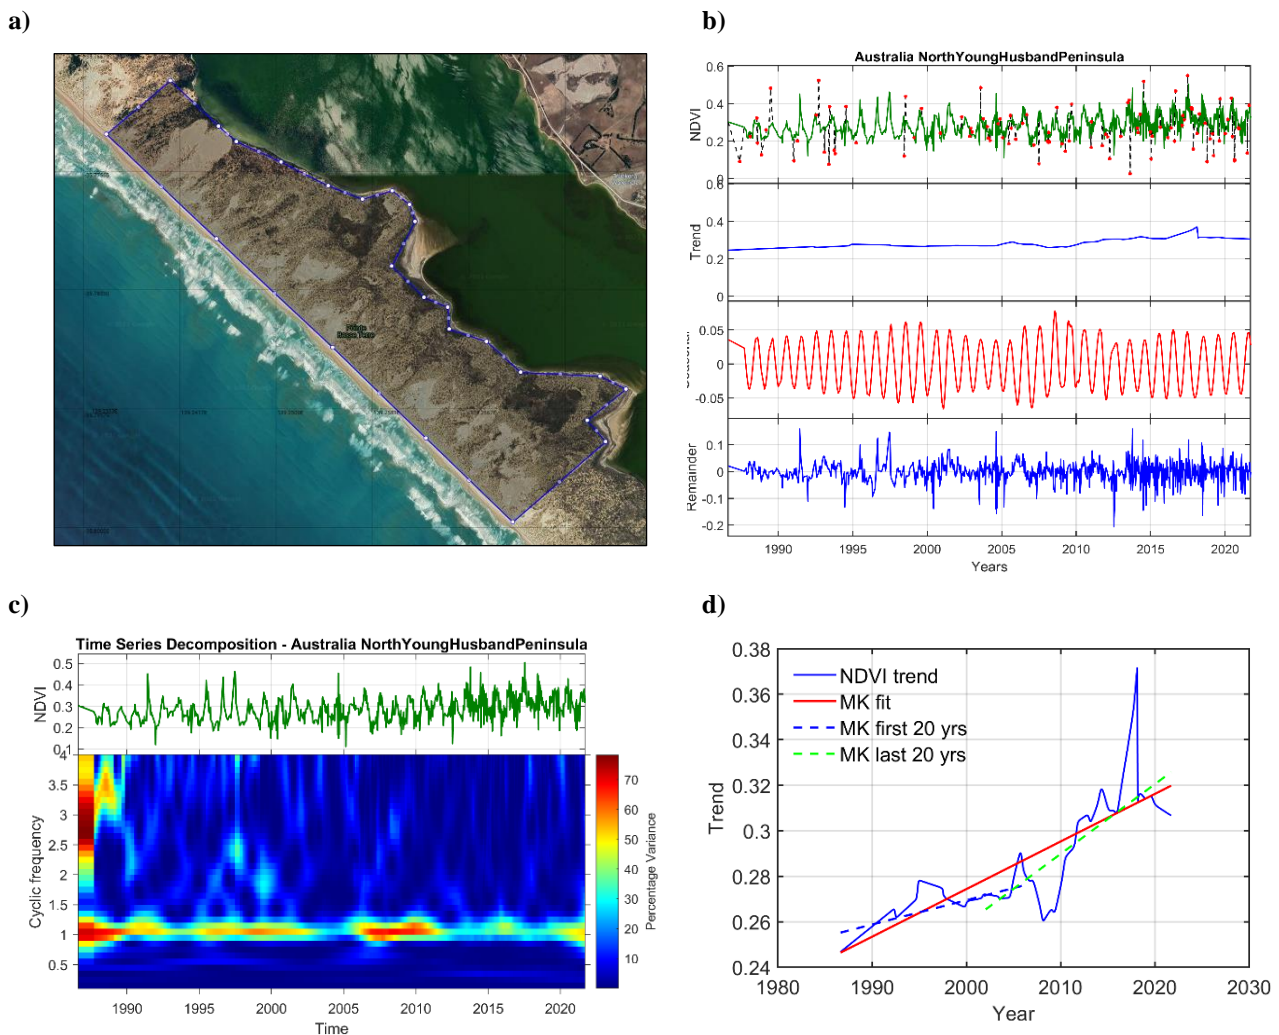 a)
b)
Australia NorthYoungHusbandPeninsula
0.6
0.4
0.2
0
NDVI
0.6
0.4
0.2
0
Trend
0.05
0
-0.05
0.1
0
-0.1
-0.2
Remainder
1990 1995 2000 2005 2010 2015 2020
Years
c)
Time Series Decomposition - Australia NorthYoungHusbandPeninsula
0.5
0.4
0.3
0.2
0.1
NDVI
4
3.5
3
2.5
2
1.5
1
0.5
Cyclic frequency
1990 1995 2000 2005 2010 2015 2020
Time
70
60
50
40
30
20
10
Percentage Variance
d)
0.38
0.36
0.34
0.32
0.3
0.28
0.26
0.24
Trend
NDVI trend
MK fit
MK first 20 yrs
MK last 20 yrs
1980 1990 2000 2010 2020 2030
Year